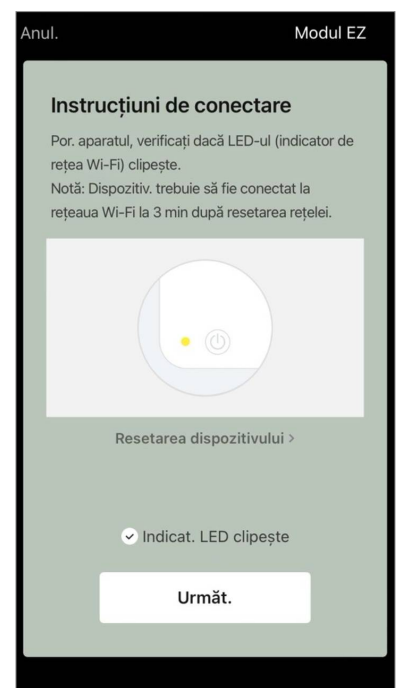 Anul.
Modul EZ
Instrucțiuni de conectare
Por. aparatul, verificați dacă LED-ul (indicator de
rețea Wi-Fi) clipește.
Notă: Dispozitiv. trebuie să fie conectat la
rețeaua Wi-Fi la 3 min după resetarea rețelei.
Resetarea dispozitivului >
Indicat. LED clipește
Următ.